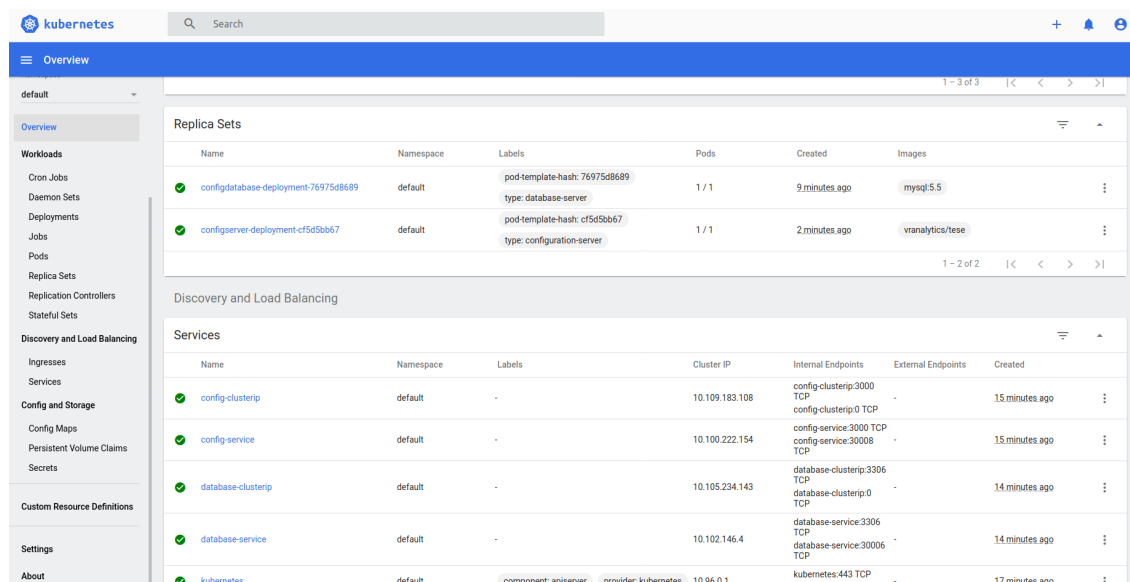 kubernetes
Search
Overview
default
Overview
Workloads
Cron Jobs
Daemon Sets
Deployments
Jobs
Pods
Replica Sets
Replication Controllers
Stateful Sets
Discovery and Load Balancing
Ingresses
Services
Config and Storage
Config Maps
Persistent Volume Claims
Secrets
Custom Resource Definitions
Settings
About
1 – 3 of 3
Replica Sets
Name Namespace Labels Pods Created Images
configdatabase-deployment-76975d8689 default pod-template-hash: 76975d8689 1 / 1 9 minutes ago mysql:5.5
type: database-server
configserver-deployment-cf5d5bb67 default pod-template-hash: cf5d5bb67 1 / 1 2 minutes ago vranalytics/tese
type: configuration-server
1 – 2 of 2
Discovery and Load Balancing
Services
Name Namespace Labels Cluster IP Internal Endpoints External Endpoints Created
config-clusterip default - 10.109.183.108 config-clusterip:3000 - 15 minutes ago
TCP
config-clusterip:0 TCP
config-service default - 10.100.222.154 config-service:3000 TCP - 15 minutes ago
config-service:30008
TCP
database-clusterip default - 10.105.234.143 database-clusterip:3306 - 14 minutes ago
TCP
database-clusterip:0
TCP
database-service default - 10.102.146.4 database-service:3306 - 14 minutes ago
TCP
database-service:30006
TCP
kubernetes default component: apiserver provider: kubernetes 10.96.0.1 kubernetes:443 TCP 17 minutes ago